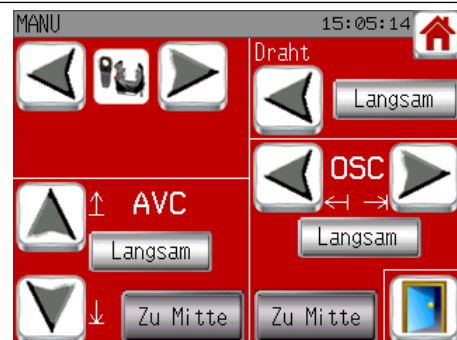 MANU 15:05:14
Draht
Langsam
OSC
AVC
Langsam
Langsam
Zu Mitte
Zu Mitte